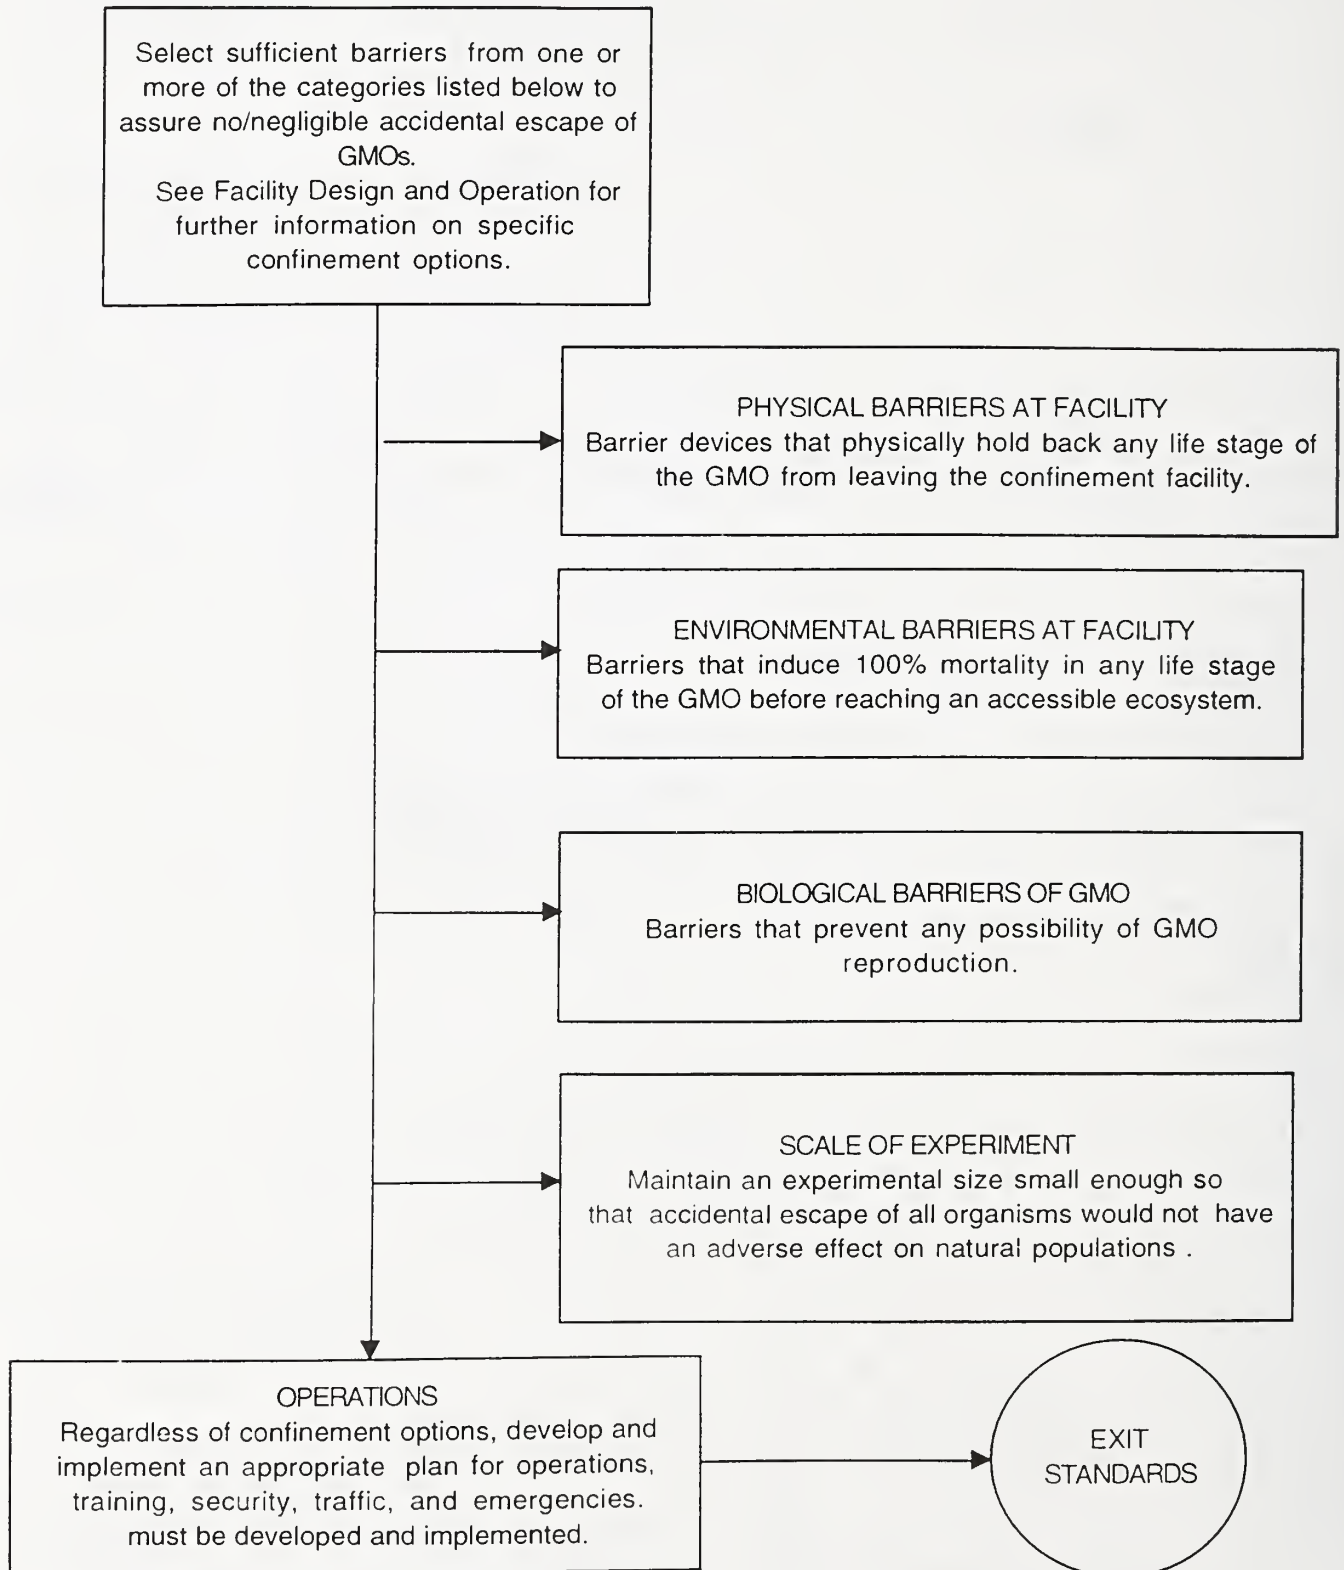 Select sufficient barriers from one or
more of the categories listed below to
assure no/negligible accidental escape of
GMOs.
See Facility Design and Operation for
further information on specific
confinement options.
PHYSICAL BARRIERS AT FACILITY
Barrier devices that physically hold back any life stage of
the GMO from leaving the confinement facility.
ENVIRONMENTAL BARRIERS AT FACILITY
Barriers that induce 100% mortality in any life stage
of the GMO before reaching an accessible ecosystem.
BIOLOGICAL BARRIERS OF GMO
Barriers that prevent any possibility of GMO
reproduction.
SCALE OF EXPERIMENT
Maintain an experimental size small enough so
that accidental escape of all organisms would not have
an adverse effect on natural populations .
OPERATIONS
Regardless of confinement options, develop and
implement an appropriate plan for operations,
training, security, traffic, and emergencies.
must be developed and implemented.
EXIT
STANDARDS